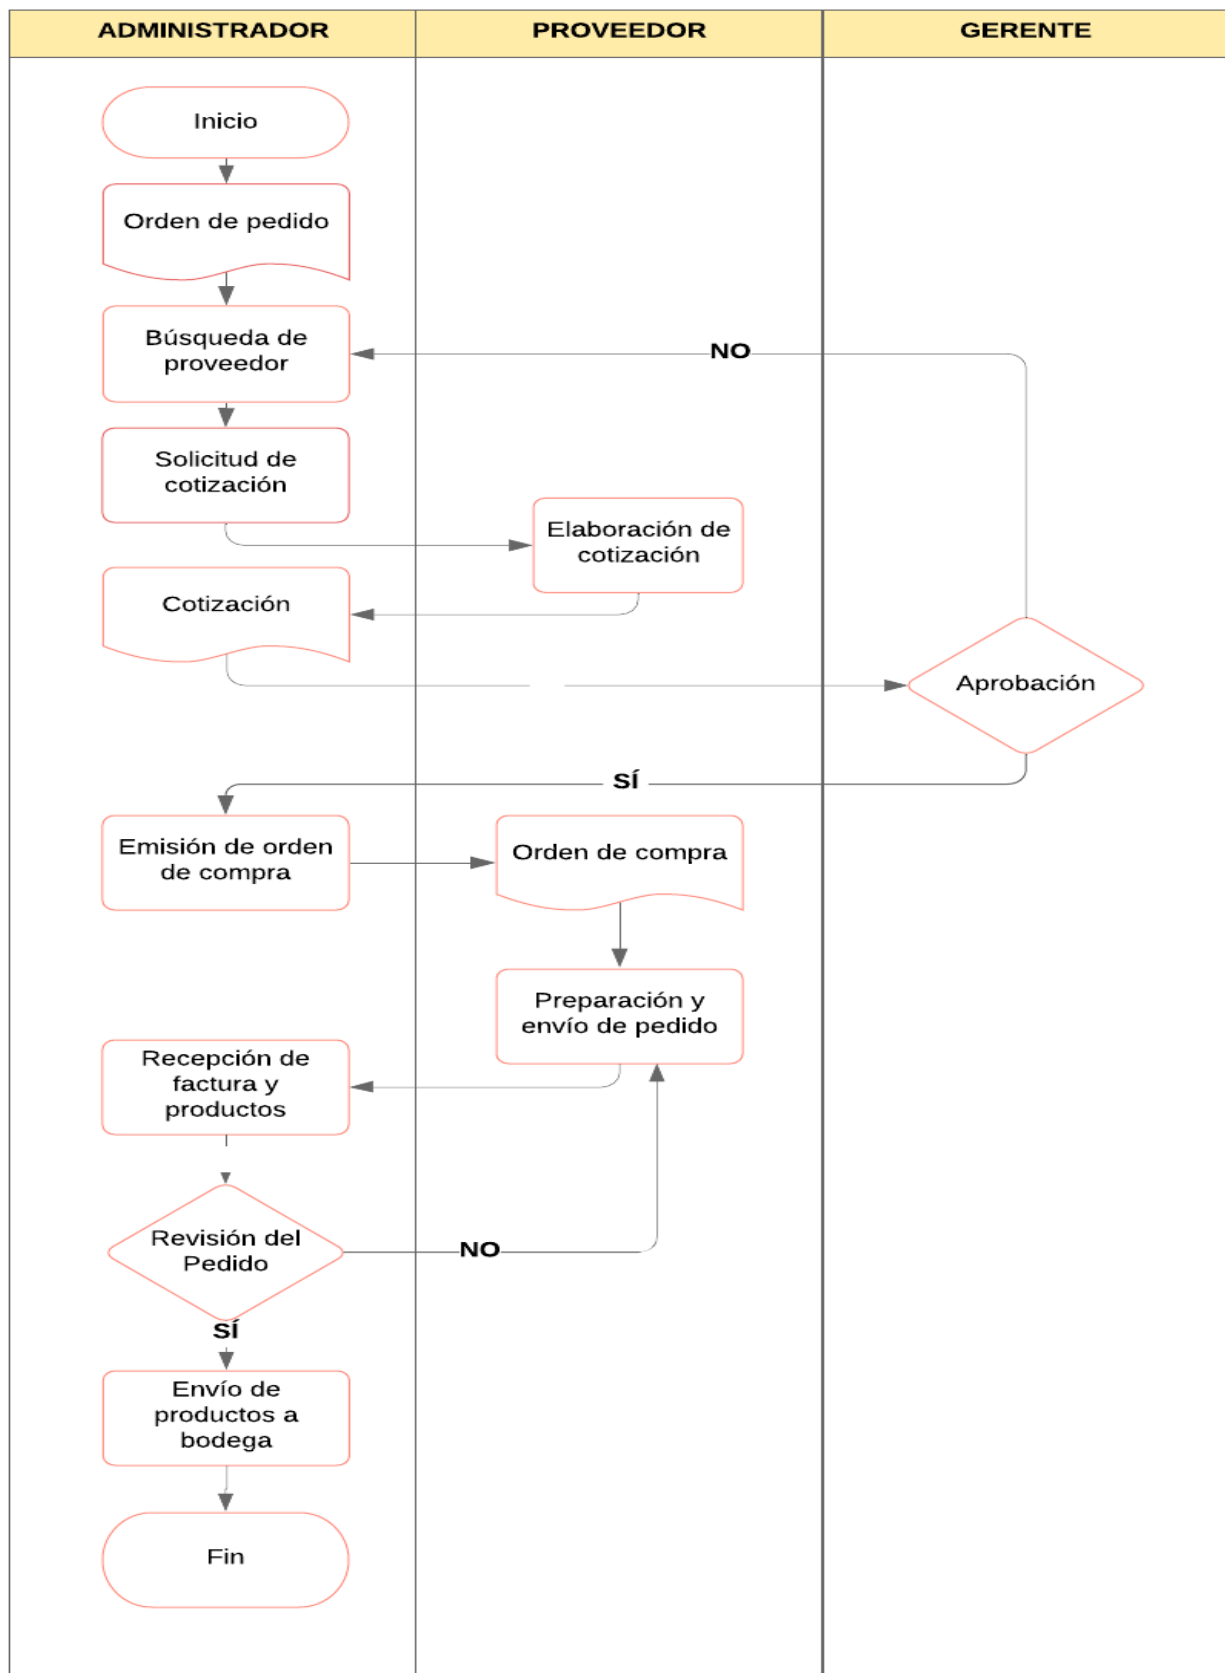 ADMINISTRADOR
PROVEEDOR
GERENTE
Inicio
Orden de pedido
Búsqueda de
proveedor
NO
Solicitud de
cotización
Elaboración de
cotización
Cotización
Aprobación
SÍ
Emisión de orden
de compra
Orden de compra
Preparación y
envío de pedido
Recepción de
factura y
productos
Revisión del
Pedido
NO
SÍ
Envío de
productos a
bodega
Fin